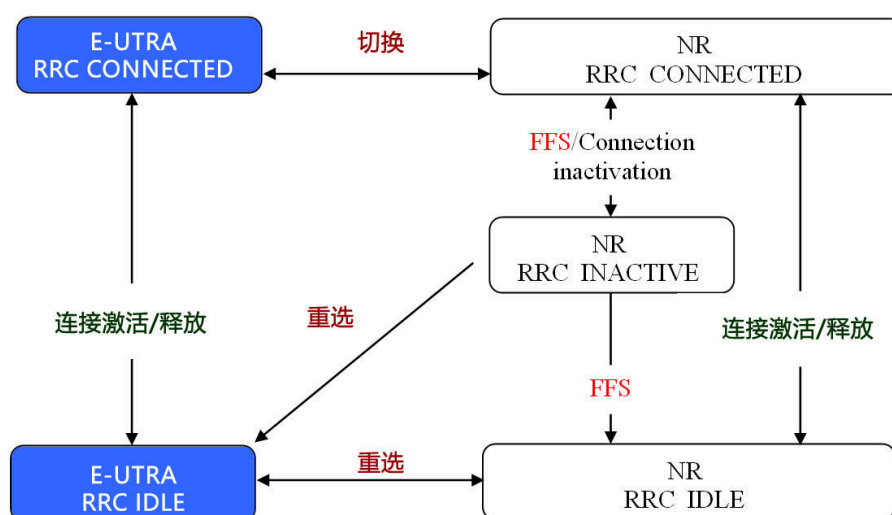 E-UTRA
RRC CONNECTED
切换
NR
RRC CONNECTED
FFS/Connection
inactivation
NR
RRC INACTIVE
连接激活/释放
重选
连接激活/释放
FFS
E-UTRA
RRC IDLE
重选
NR
RRC IDLE